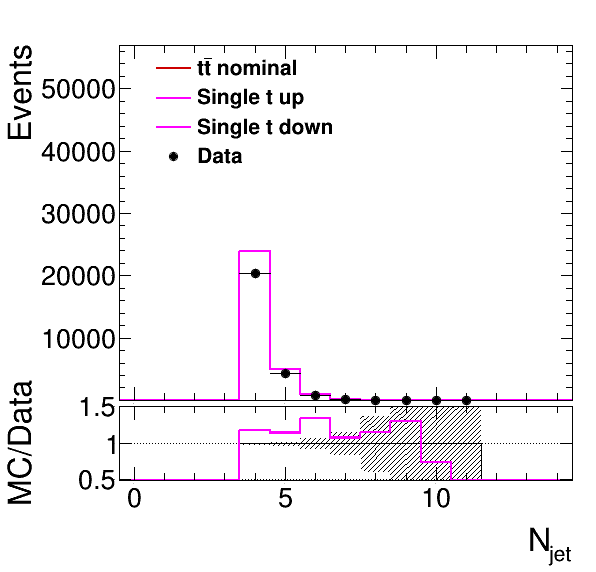 Events
50000
40000
30000
20000
10000
tt̄ nominal
Single t up
Single t down
Data
MC/Data
1.5
1
0.5
0 5 10
N_jet